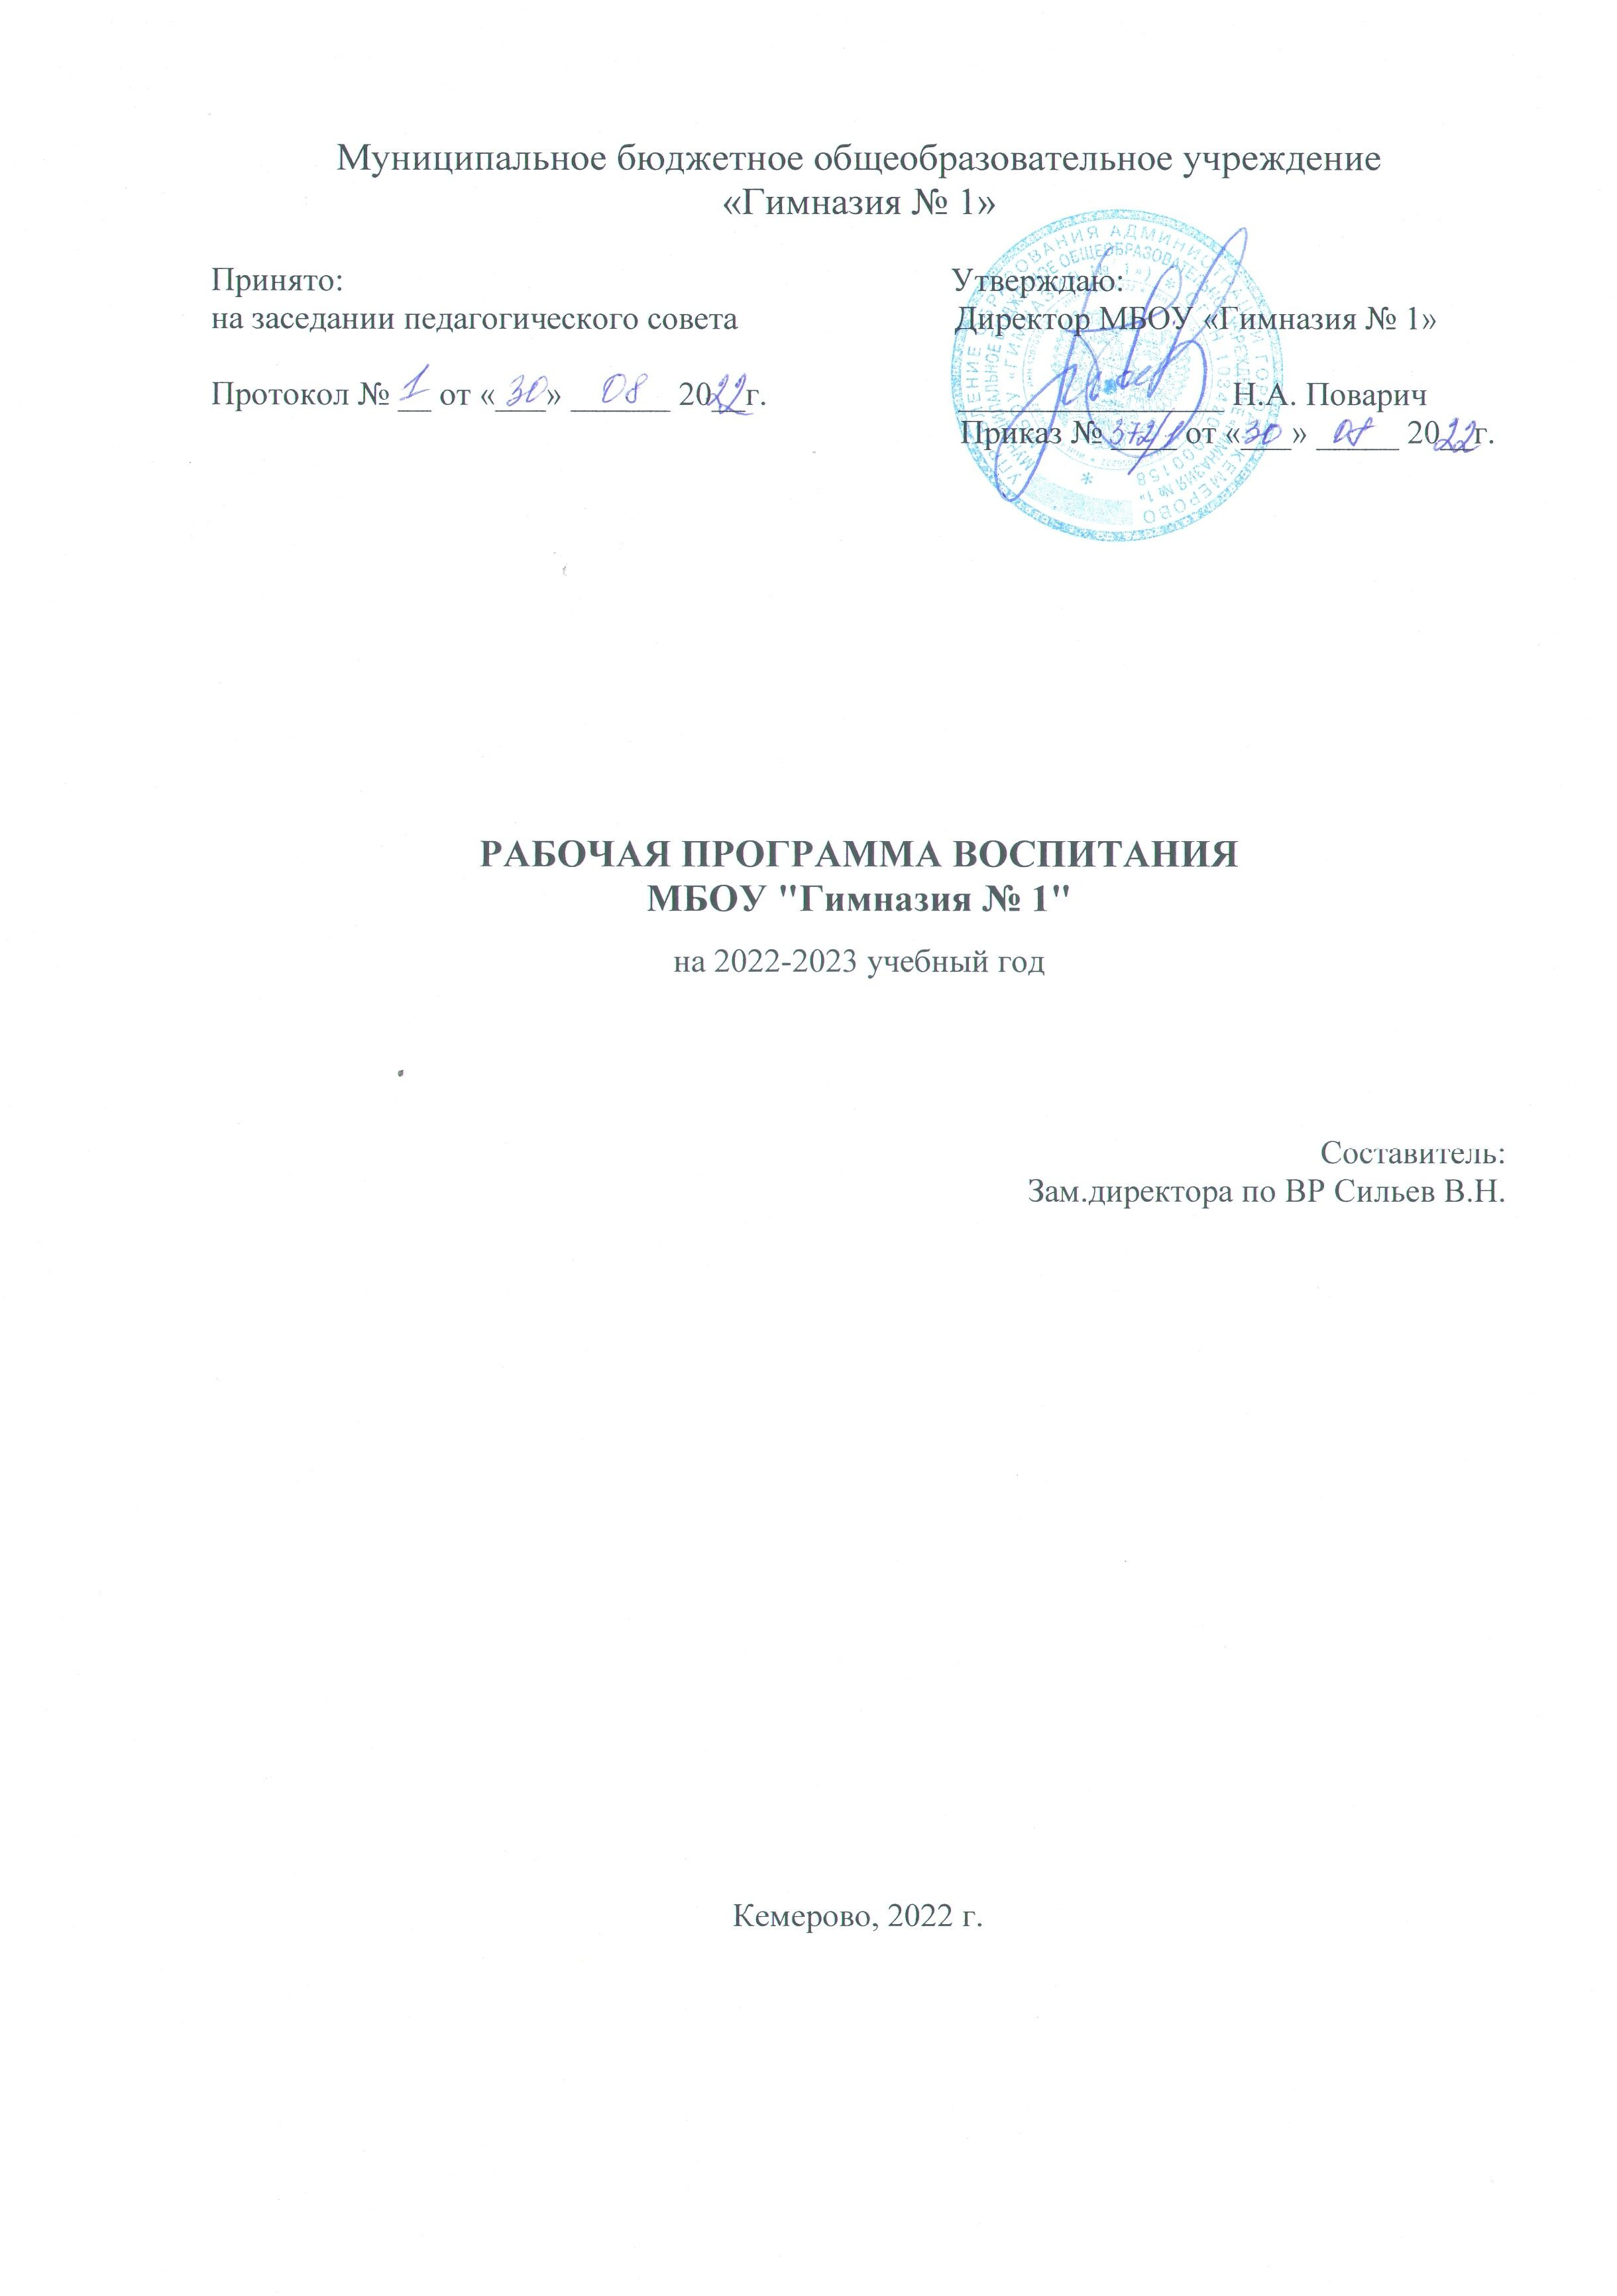 Муниципальное бюджетное общеобразовательное учреждение
«Гимназия № 1»
Принято:
на заседании педагогического совета
Протокол № 1 от «30» 08 2022г.
Утверждаю:
Директор МБОУ «Гимназия № 1»
Н.А. Поварич
Приказ № 372/1 от «30» 08 2022г.
РАБОЧАЯ ПРОГРАММА ВОСПИТАНИЯ
МБОУ "Гимназия № 1"
на 2022-2023 учебный год
Составитель:
Зам.директора по ВР Сильев В.Н.
Кемерово, 2022 г.